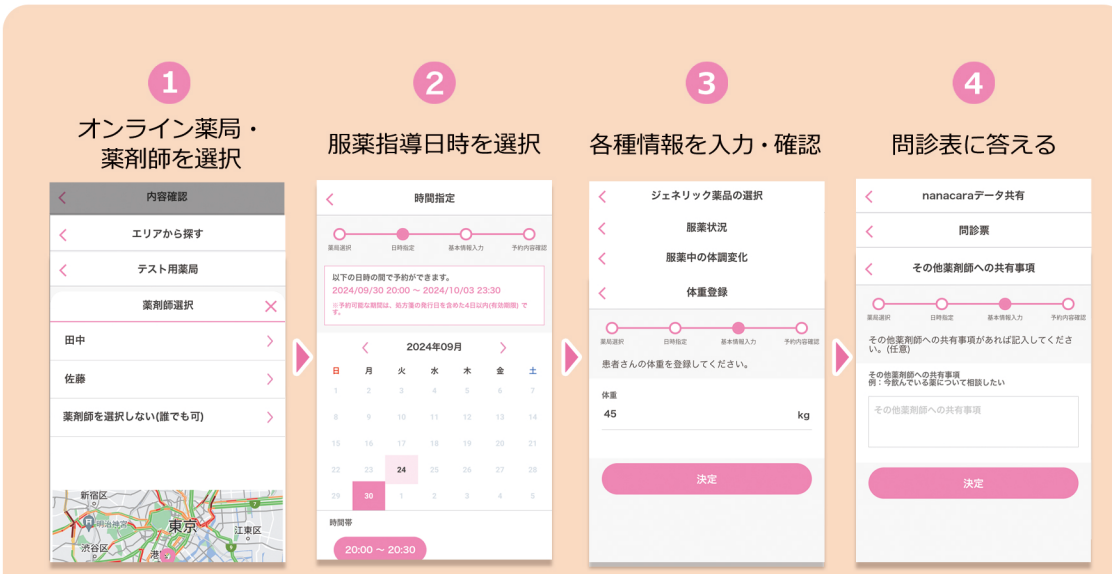 1
オンライン薬局・
薬剤師を選択
内容確認
エリアから探す
テスト用薬局
薬剤師選択
田中
佐藤
薬剤師を選択しない(誰でも可)
新宿区
明治神宮
東京
江東区
渋谷区
港
2
服薬指導日時を選択
時間指定
薬局選択 日時指定 基本情報入力 予約内容確認
以下の日時の間で予約ができます。
2024/09/30 20:00 ~ 2024/10/03 23:30
※予約可能な期間は、処方箋の発行日を含めた4日以内(有効期限) で
す。
2024年09月
日 月 火 水 木 金 土
1 2 3 4 5 6 7
8 9 10 11 12 13 14
15 16 17 18 19 20 21
22 23 24 25 26 27 28
29 30 1 2 3 4 5
時間帯
20:00 ~ 20:30
3
各種情報を入力・確認
ジェネリック薬品の選択
服薬状況
服薬中の体調変化
体重登録
薬局選択 日時指定 基本情報入力 予約内容確認
患者さんの体重を登録してください。
体重
45 kg
決定
4
問診表に答える
nanacaraデータ共有
問診票
その他薬剤師への共有事項
薬局選択 日時指定 基本情報入力 予約内容確認
その他薬剤師への共有事項があれば記入してくださ
い。(任意)
その他薬剤師への共有事項
例：今飲んでいる薬について相談したい
その他薬剤師への共有事項
決定